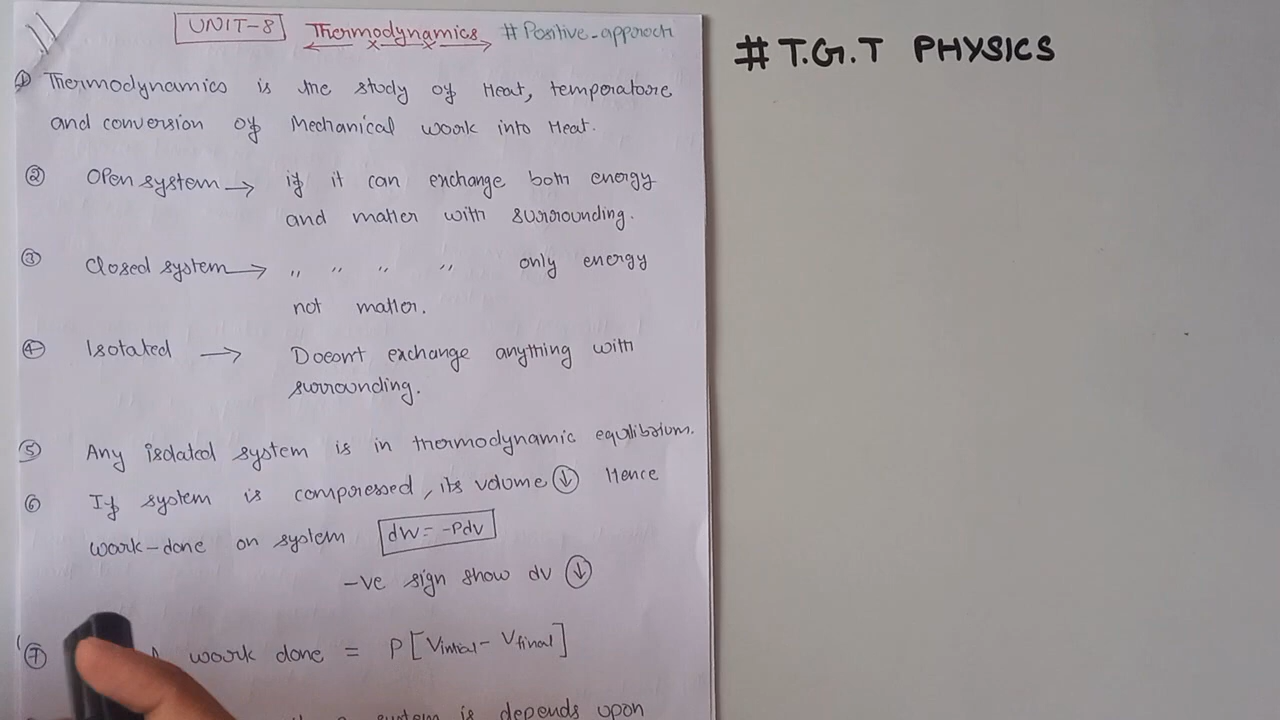 UNIT-8 Thermodynamics #Positive-approach
# T.G.T PHYSICS
① Thermodynamics is the study of Heat, temperature
and conversion of Mechanical work into Heat.
② Open system → if it can exchange both energy
and matter with surrounding.
③ Closed system → " " " " only energy
not matter.
④ Isotated → Doesn't exchange anything with
surrounding.
⑤ Any isolated system is in thermodynamic equilibrium.
⑥ If system is compressed, its volume ↓ Hence
work-done on system dW = -Pdv
-ve sign show dv ↓
⑦ work done = P[Vintial - Vfinal]
system is depends upon